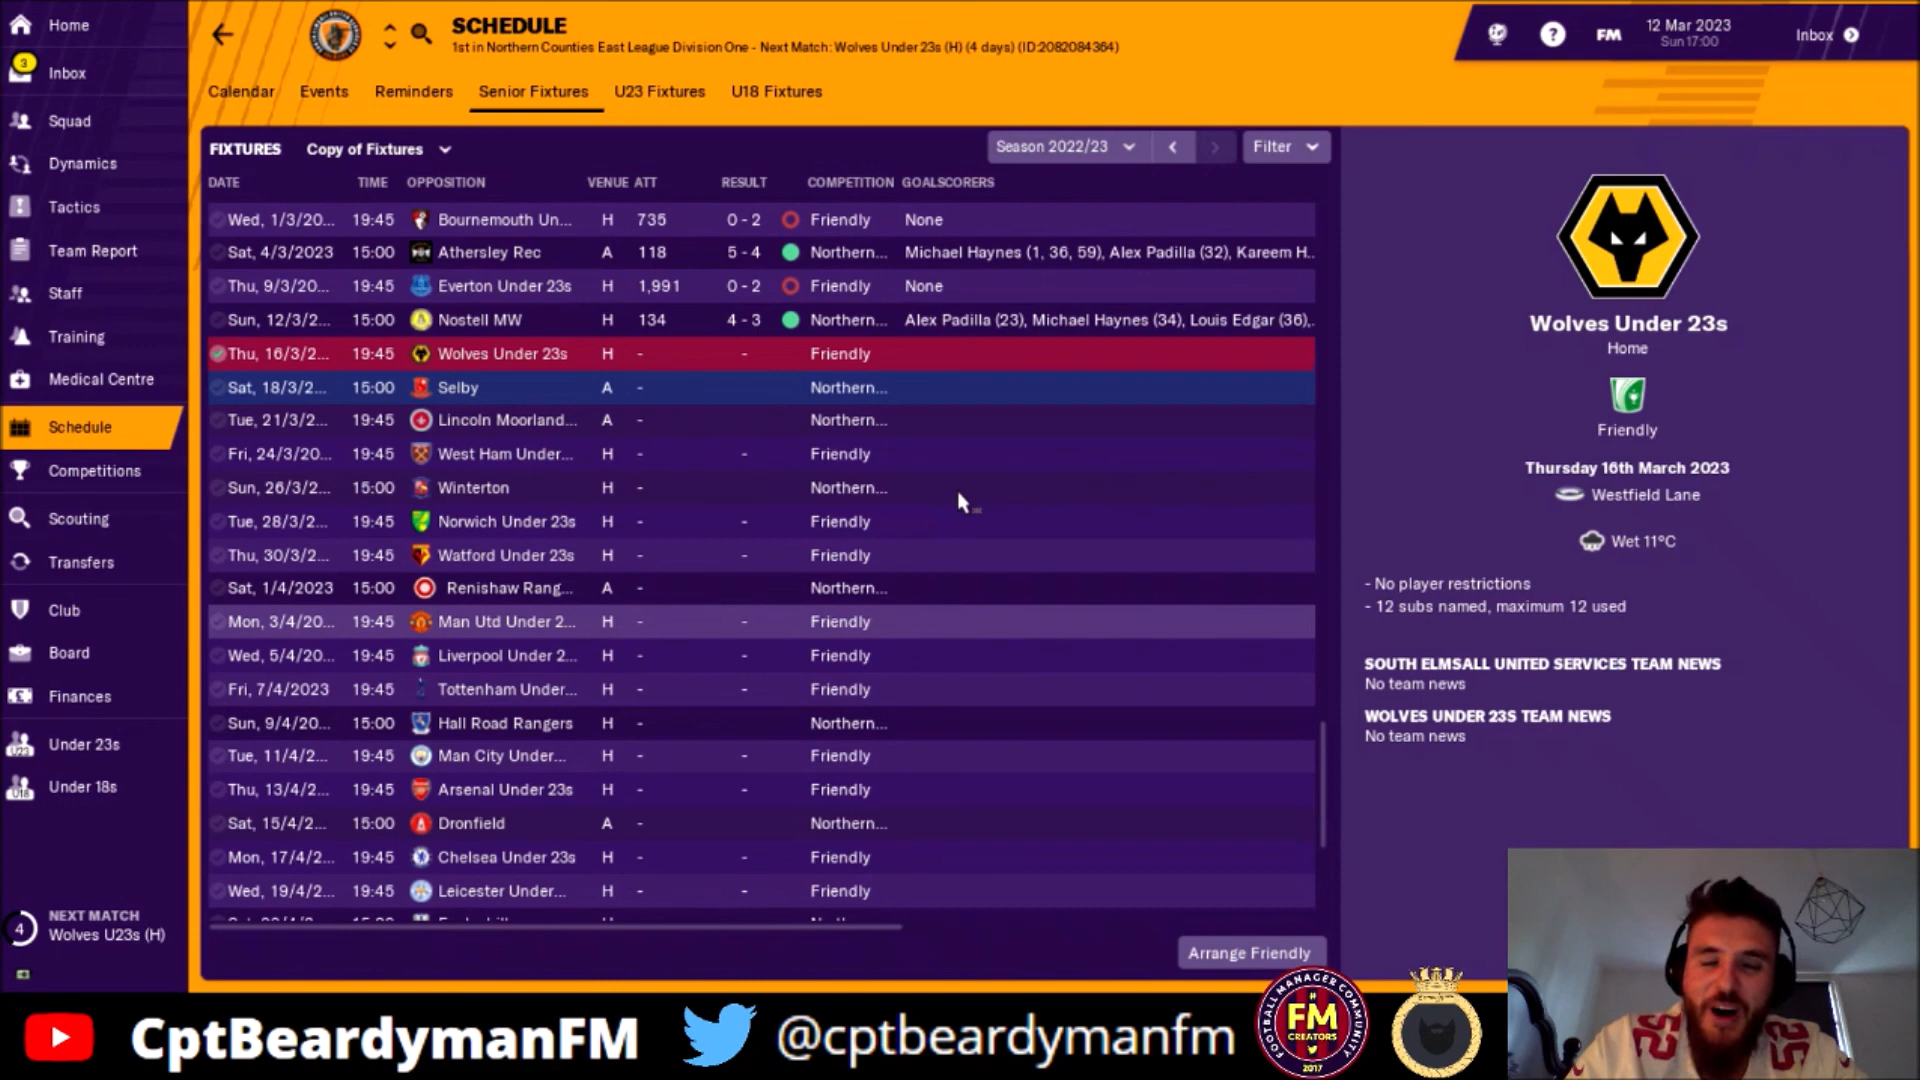 Home
3
Inbox
Squad
Dynamics
Tactics
Team Report
Staff
Training
Medical Centre
Schedule
Competitions
Scouting
Transfers
Club
Board
Finances
U23
Under 23s
U18
Under 18s
4
NEXT MATCH
Wolves U23s (H)
SCHEDULE
1st in Northern Counties East League Division One - Next Match: Wolves Under 23s (H) (4 days) (ID:2082084364)
Calendar Events Reminders Senior Fixtures U23 Fixtures U18 Fixtures
? FM 12 Mar 2023
Sun 17:00
Inbox
FIXTURES Copy of Fixtures Season 2022/23 Filter
DATE TIME OPPOSITION VENUE ATT RESULT COMPETITION GOALSCORERS
Wed, 1/3/20... 19:45 Bournemouth Un... H 735 0 - 2 Friendly None
Sat, 4/3/2023 15:00 Athersley Rec A 118 5 - 4 Northern... Michael Haynes (1, 36, 59), Alex Padilla (32), Kareem H..
Thu, 9/3/20... 19:45 Everton Under 23s H 1,991 0 - 2 Friendly None
Sun, 12/3/2... 15:00 Nostell MW H 134 4 - 3 Northern... Alex Padilla (23), Michael Haynes (34), Louis Edgar (36),.
Thu, 16/3/2... 19:45 Wolves Under 23s H - - Friendly
Sat, 18/3/2... 15:00 Selby A - Northern...
Tue, 21/3/2... 19:45 Lincoln Moorland... A - Northern...
Fri, 24/3/20... 19:45 West Ham Under... H - - Friendly
Sun, 26/3/2... 15:00 Winterton H - Northern...
Tue, 28/3/2... 19:45 Norwich Under 23s H - - Friendly
Thu, 30/3/2... 19:45 Watford Under 23s H - - Friendly
Sat, 1/4/2023 15:00 Renishaw Rang... A - Northern...
Mon, 3/4/20... 19:45 Man Utd Under 2... H - - Friendly
Wed, 5/4/20... 19:45 Liverpool Under 2... H - - Friendly
Fri, 7/4/2023 19:45 Tottenham Under... H - - Friendly
Sun, 9/4/20... 15:00 Hall Road Rangers H - Northern...
Tue, 11/4/2... 19:45 Man City Under... H - - Friendly
Thu, 13/4/2... 19:45 Arsenal Under 23s H - - Friendly
Sat, 15/4/2... 15:00 Dronfield A - Northern...
Mon, 17/4/2... 19:45 Chelsea Under 23s H - - Friendly
Wed, 19/4/2... 19:45 Leicester Under... H - - Friendly
Arrange Friendly
Wolves Under 23s
Home
Friendly
Thursday 16th March 2023
Westfield Lane
Wet 11°C
- No player restrictions
- 12 subs named, maximum 12 used
SOUTH ELMSALL UNITED SERVICES TEAM NEWS
No team news
WOLVES UNDER 23S TEAM NEWS
No team news
CptBeardymanFM
@cptbeardymanfm
FOOTBALL MANAGER COMMUNITY
#
FM
CREATORS
2017